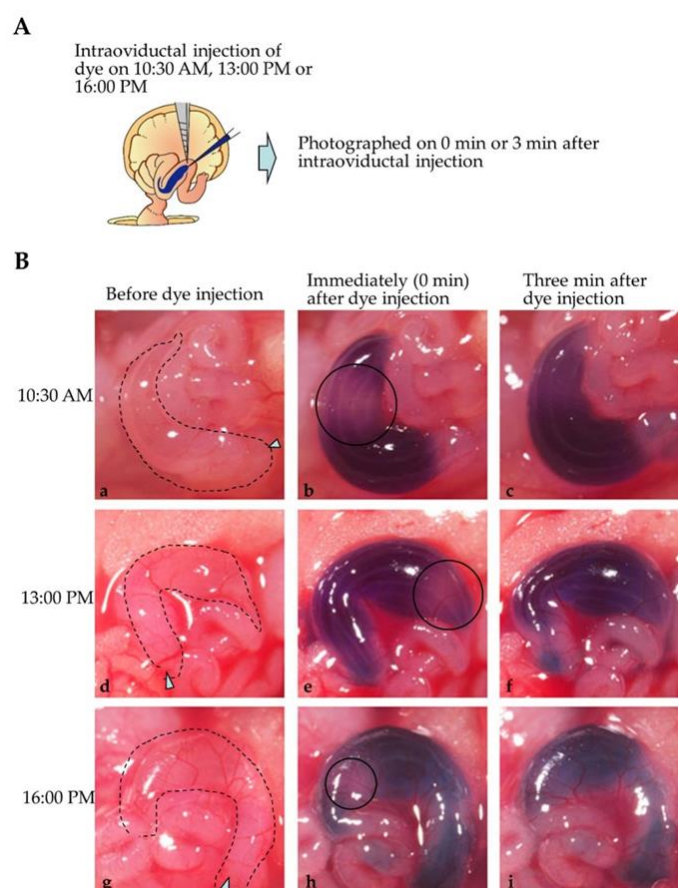 A
Intraoviductal injection of
dye on 10:30 AM, 13:00 PM or
16:00 PM
Photographed on 0 min or 3 min after
intraoviductal injection
B
Before dye injection
Immediately (0 min)
after dye injection
Three min after
dye injection
10:30 AM
a
b
c
13:00 PM
d
e
f
16:00 PM
g
h
i